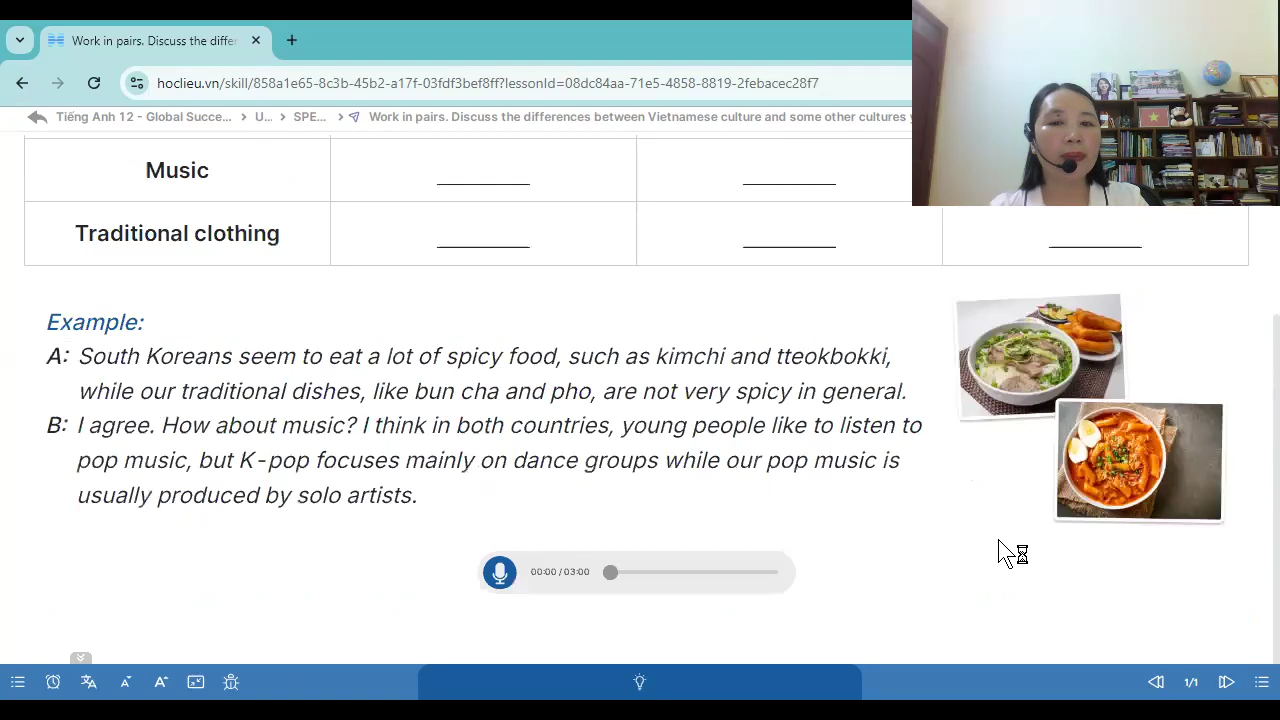 Work in pairs. Discuss the differe
hoclieu.vn/skill/858a1e65-8c3b-45b2-a17f-03fdf3bef8ff?lessonId=08dc84aa-71e5-4858-8819-2febacec28f7
Tiếng Anh 12 - Global Succe... > U... > SPE... > Work in pairs. Discuss the differences between Vietnamese culture and some other cultures y
Music
Traditional clothing
Example:
A: South Koreans seem to eat a lot of spicy food, such as kimchi and tteokbokki,
while our traditional dishes, like bun cha and pho, are not very spicy in general.
B: I agree. How about music? I think in both countries, young people like to listen to
pop music, but K-pop focuses mainly on dance groups while our pop music is
usually produced by solo artists.
00:00 / 03:00
1/1